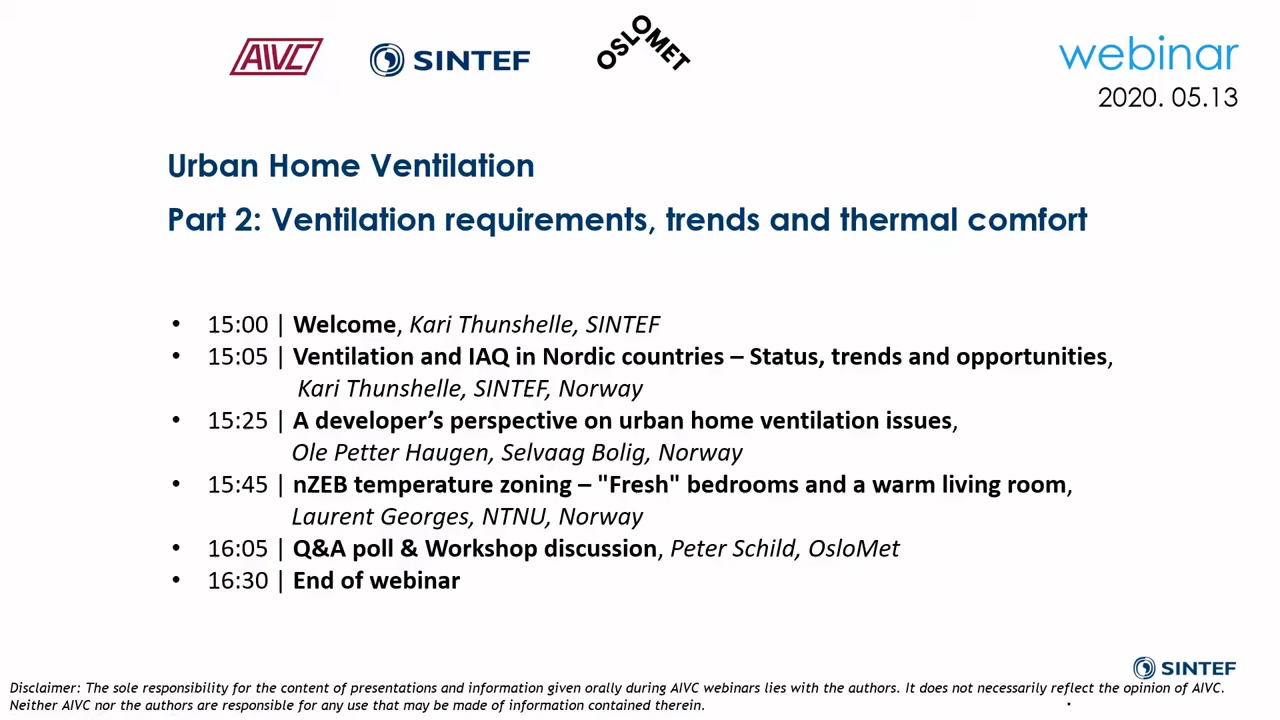 AIVC SINTEF OSLOMET webinar
2020. 05.13
Urban Home Ventilation
Part 2: Ventilation requirements, trends and thermal comfort
• 15:00 | Welcome, Kari Thunshelle, SINTEF
• 15:05 | Ventilation and IAQ in Nordic countries – Status, trends and opportunities,
Kari Thunshelle, SINTEF, Norway
• 15:25 | A developer’s perspective on urban home ventilation issues,
Ole Petter Haugen, Selvaag Bolig, Norway
• 15:45 | nZEB temperature zoning – "Fresh" bedrooms and a warm living room,
Laurent Georges, NTNU, Norway
• 16:05 | Q&A poll & Workshop discussion, Peter Schild, OsloMet
• 16:30 | End of webinar
SINTEF
Disclaimer: The sole responsibility for the content of presentations and information given orally during AIVC webinars lies with the authors. It does not necessarily reflect the opinion of AIVC.
Neither AIVC nor the authors are responsible for any use that may be made of information contained therein.